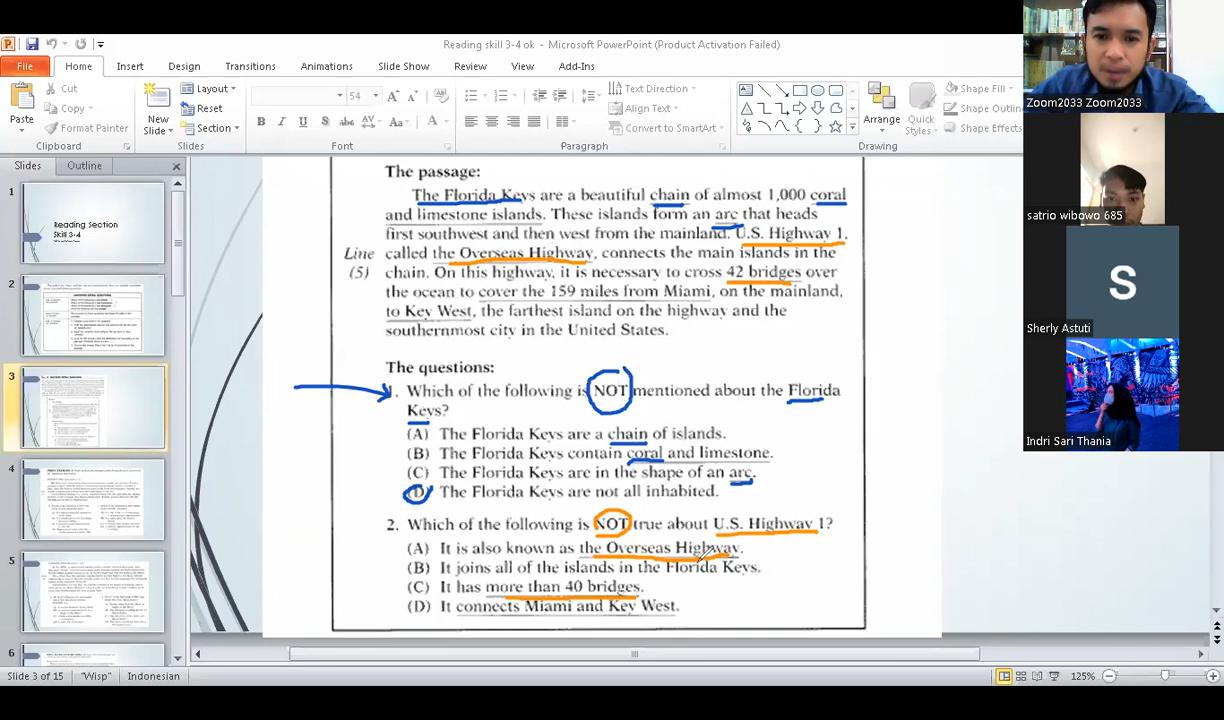 Reading skill 3-4 ok - Microsoft PowerPoint (Product Activation Failed)
File Home Insert Design Transitions Animations Slide Show Review View Add-Ins
Cut
Copy
Format Painter
Paste
Clipboard
New
Slide
Layout
Reset
Section
Slides
54
B I U S abc AV Aa A
Font
Text Direction
Align Text
Convert to SmartArt
Paragraph
Arrange
Quick
Styles
Shape Fill
Shape Outlin
Shape Effects
Drawing
Zoom2033 Zoom2033
satrio wibowo 685
S
Sherly Astuti
Indri Sari Thania
Slides Outline
1
Reading Section
Skill 3-4
2
3
4
5
6
The passage:
The Florida Keys are a beautiful chain of almost 1,000 coral
and limestone islands. These islands form an arc that heads
first southwest and then west from the mainland. U.S. Highway 1,
Line called the Overseas Highway, connects the main islands in the
(5) chain. On this highway, it is necessary to cross 42 bridges over
the ocean to cover the 159 miles from Miami, on the mainland,
to Key West, the farthest island on the highway and the
southernmost city in the United States.
The questions:
1. Which of the following is NOT mentioned about the Florida
Keys?
(A) The Florida Keys are a chain of islands.
(B) The Florida Keys contain coral and limestone.
(C) The Florida Keys are in the shape of an arc.
(D) The Florida Keys are not all inhabited.
2. Which of the following is NOT true about U.S. Highway 1?
(A) It is also known as the Overseas Highway.
(B) It joins all of the islands in the Florida Keys.
(C) It has more than 40 bridges.
(D) It connects Miami and Key West.
Slide 3 of 15 "Wisp" Indonesian 125%